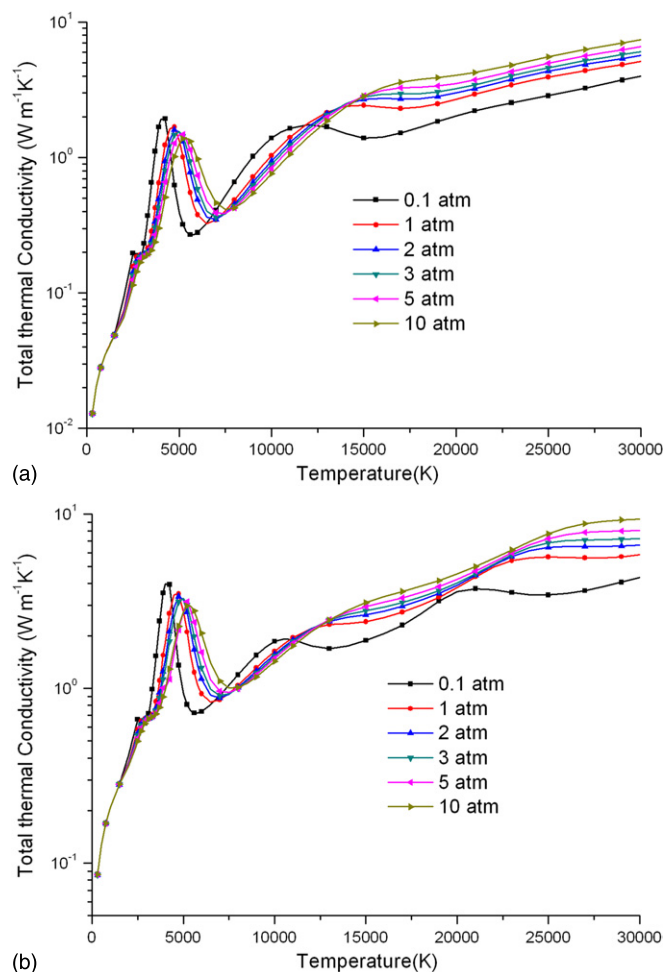 (a)
Total thermal Conductivity (W m⁻¹K⁻¹)
10¹
10⁰
10⁻¹
10⁻²
0.1 atm
1 atm
2 atm
3 atm
5 atm
10 atm
0 5000 10000 15000 20000 25000 30000
Temperature(K)
(b)
Total thermal Conductivity (W m⁻¹K⁻¹)
10¹
10⁰
10⁻¹
0.1 atm
1 atm
2 atm
3 atm
5 atm
10 atm
0 5000 10000 15000 20000 25000 30000
Temperature(K)